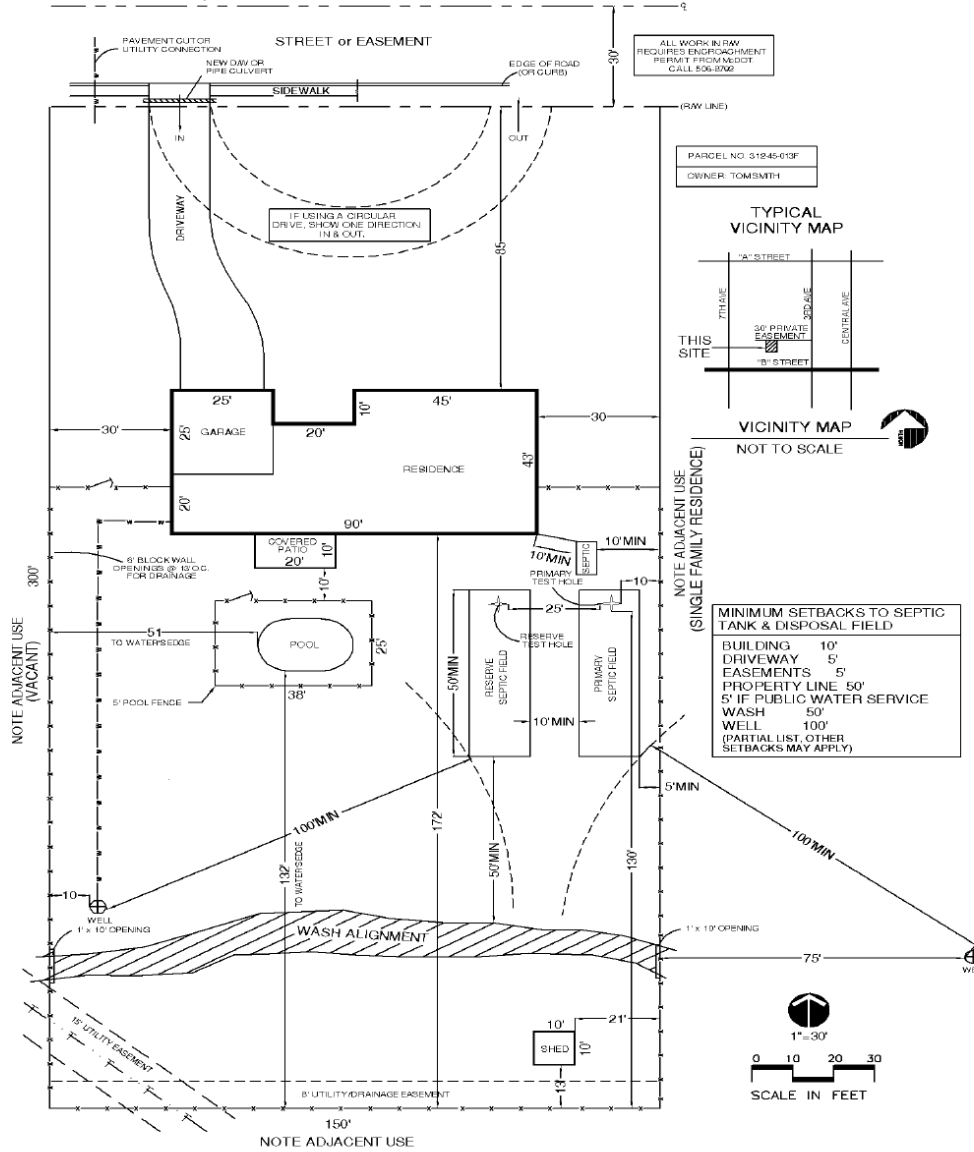 PAVEMENT CUT OR
UTILITY CONNECTION
STREET or EASEMENT
NEW D/W OR
PIPE CULVERT
EDGE OF ROAD
(OR CURB)
30'
ALL WORK IN R/W
REQUIRES ENCROACHMENT
PERMIT FROM McDOT.
CALL
SIDEWALK
(R/W LINE)
IN
OUT
PARCEL NO. 312-45-013F
OWNER: TOM SMITH
DRIVEWAY
IF USING A CIRCULAR
DRIVE, SHOW ONE DIRECTION
IN & OUT.
85
TYPICAL
VICINITY MAP
"A" STREET
7TH AVE
3RD AVE
CENTRAL AVE
30' PRIVATE
EASEMENT
THIS
SITE
"B" STREET
VICINITY MAP
NOT TO SCALE
NORTH
25'
45'
10'
20'
25'
GARAGE
30'
30
RESIDENCE
43'
20'
90'
COVERED
PATIO
20'
10'
10'
10'MIN
SEPTIC
10'MIN
PRIMARY
TEST HOLE
10
6' BLOCK WALL
OPENINGS @ 13' O.C.
FOR DRAINAGE
300'
NOTE ADJACENT USE
(VACANT)
NOTE ADJACENT USE
(SINGLE FAMILY RESIDENCE)
51
TO WATERSEDGE
POOL
25'
38'
5' POOL FENCE
25'
RESERVE
TEST HOLE
50'MIN
RESERVE
SEPTIC FIELD
PRIMARY
SEPTIC FIELD
10'MIN
MINIMUM SETBACKS TO SEPTIC
TANK & DISPOSAL FIELD
BUILDING 10'
DRIVEWAY 5'
EASEMENTS 5'
PROPERTY LINE 50'
5' IF PUBLIC WATER SERVICE
WASH 50'
WELL 100'
(PARTIAL LIST, OTHER
SETBACKS MAY APPLY)
5'MIN
100'MIN
100'MIN
132'
TO WATERSEDGE
172'
50'MIN
130'
10
WELL
1' x 10' OPENING
WASH ALIGNMENT
1' x 10' OPENING
75'
WE
15' UTILITY EASEMENT
10'
21'
SHED
10'
13'
8' UTILITY/DRAINAGE EASEMENT
150'
NOTE ADJACENT USE
1"=30'
0 10 20 30
SCALE IN FEET